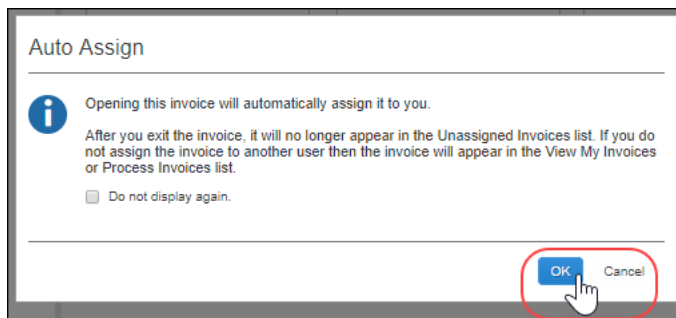 Auto Assign
Opening this invoice will automatically assign it to you.
After you exit the invoice, it will no longer appear in the Unassigned Invoices list. If you do
not assign the invoice to another user then the invoice will appear in the View My Invoices
or Process Invoices list.
Do not display again.
OK Cancel